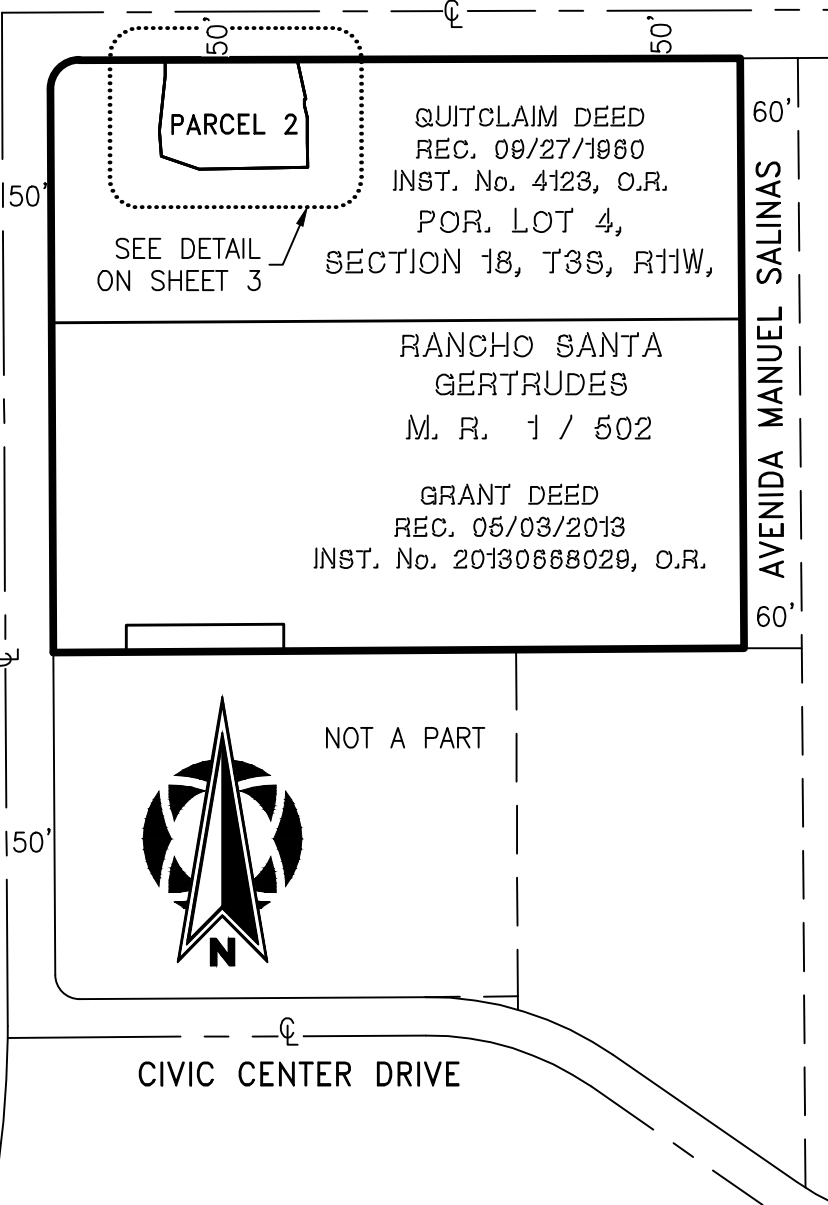 ℄
50'
50'
PARCEL 2
QUITCLAIM DEED
REC. 09/27/1960
INST. No. 4123, O.R.
POR. LOT 4,
SECTION 18, T3S, R11W,
60'
50'
SEE DETAIL
ON SHEET 3
AVENIDA MANUEL SALINAS
RANCHO SANTA
GERTRUDES
M. R. 1 / 502
GRANT DEED
REC. 05/03/2013
INST. No. 20130668029, O.R.
60'
℄
NOT A PART
50'
N
℄
CIVIC CENTER DRIVE